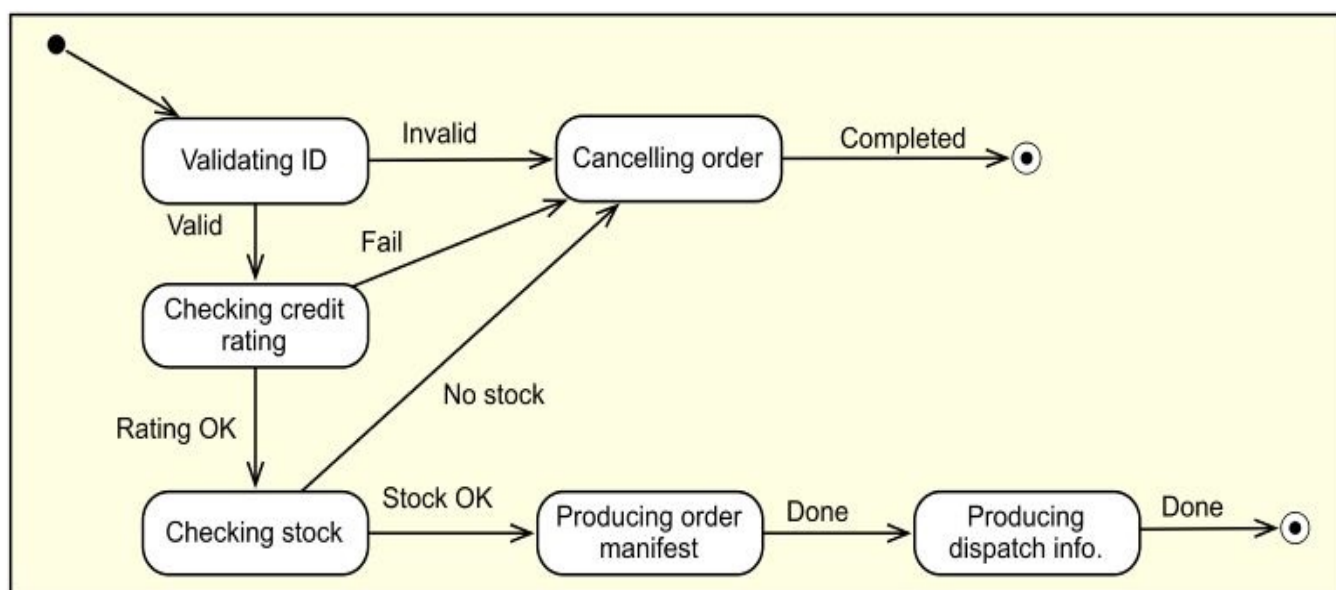 Validating ID
Invalid
Cancelling order
Completed
Valid
Fail
Checking credit
rating
No stock
Rating OK
Checking stock
Stock OK
Producing order
manifest
Done
Producing
dispatch info.
Done